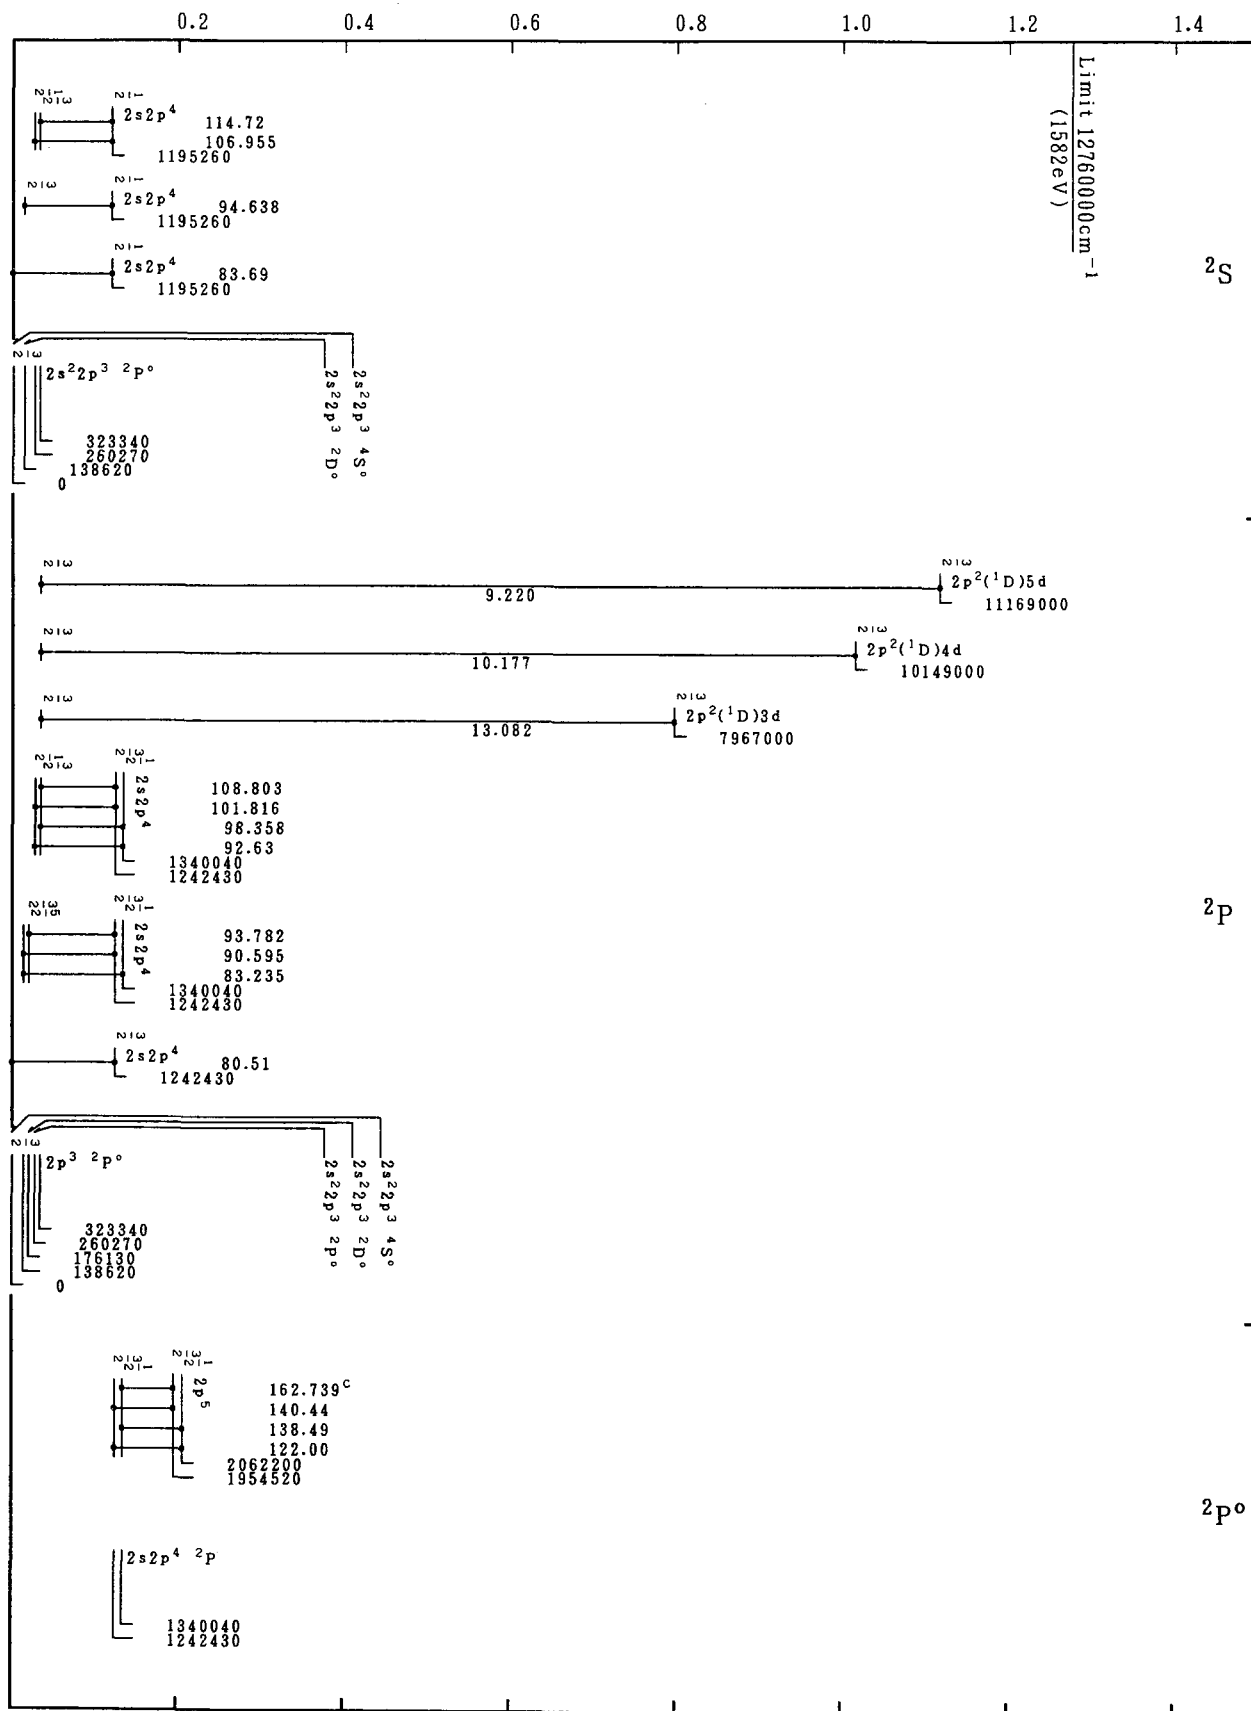 0.2 0.4 0.6 0.8 1.0 1.2 1.4
Limit 12760000cm⁻¹
(1582eV)
2s2p⁴ 114.72
106.955
1195260
2s2p⁴ 94.638
1195260
2s2p⁴ 83.69
1195260
²S
2s²2p³ ²P°
2s²2p³ ²D°
2s²2p³ ⁴S°
323340
260270
138620
0
2p²(¹D)5d
9.220
11169000
2p²(¹D)4d
10.177
10149000
2p²(¹D)3d
13.082
7967000
2s2p⁴
108.803
101.816
98.358
92.63
1340040
1242430
²P
2s2p⁴
93.782
90.595
83.235
1340040
1242430
2s2p⁴ 80.51
1242430
2p³ ²P°
2s²2p³ ²P°
2s²2p³ ²D°
2s²2p³ ⁴S°
323340
260270
176130
138620
0
2p⁵
162.739ᶜ
140.44
138.49
122.00
2062200
1954520
²P°
2s2p⁴ ²P
1340040
1242430